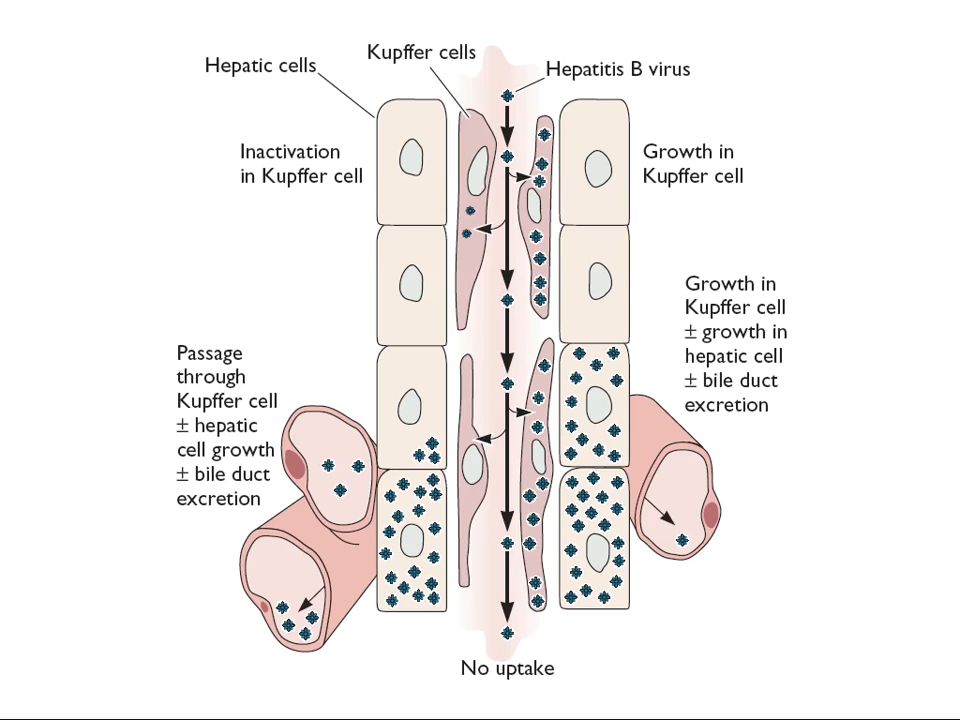 Kupffer cells
Hepatic cells
Hepatitis B virus
Inactivation
in Kupffer cell
Growth in
Kupffer cell
Growth in
Kupffer cell
± growth in
hepatic cell
± bile duct
excretion
Passage
through
Kupffer cell
± hepatic
cell growth
± bile duct
excretion
No uptake